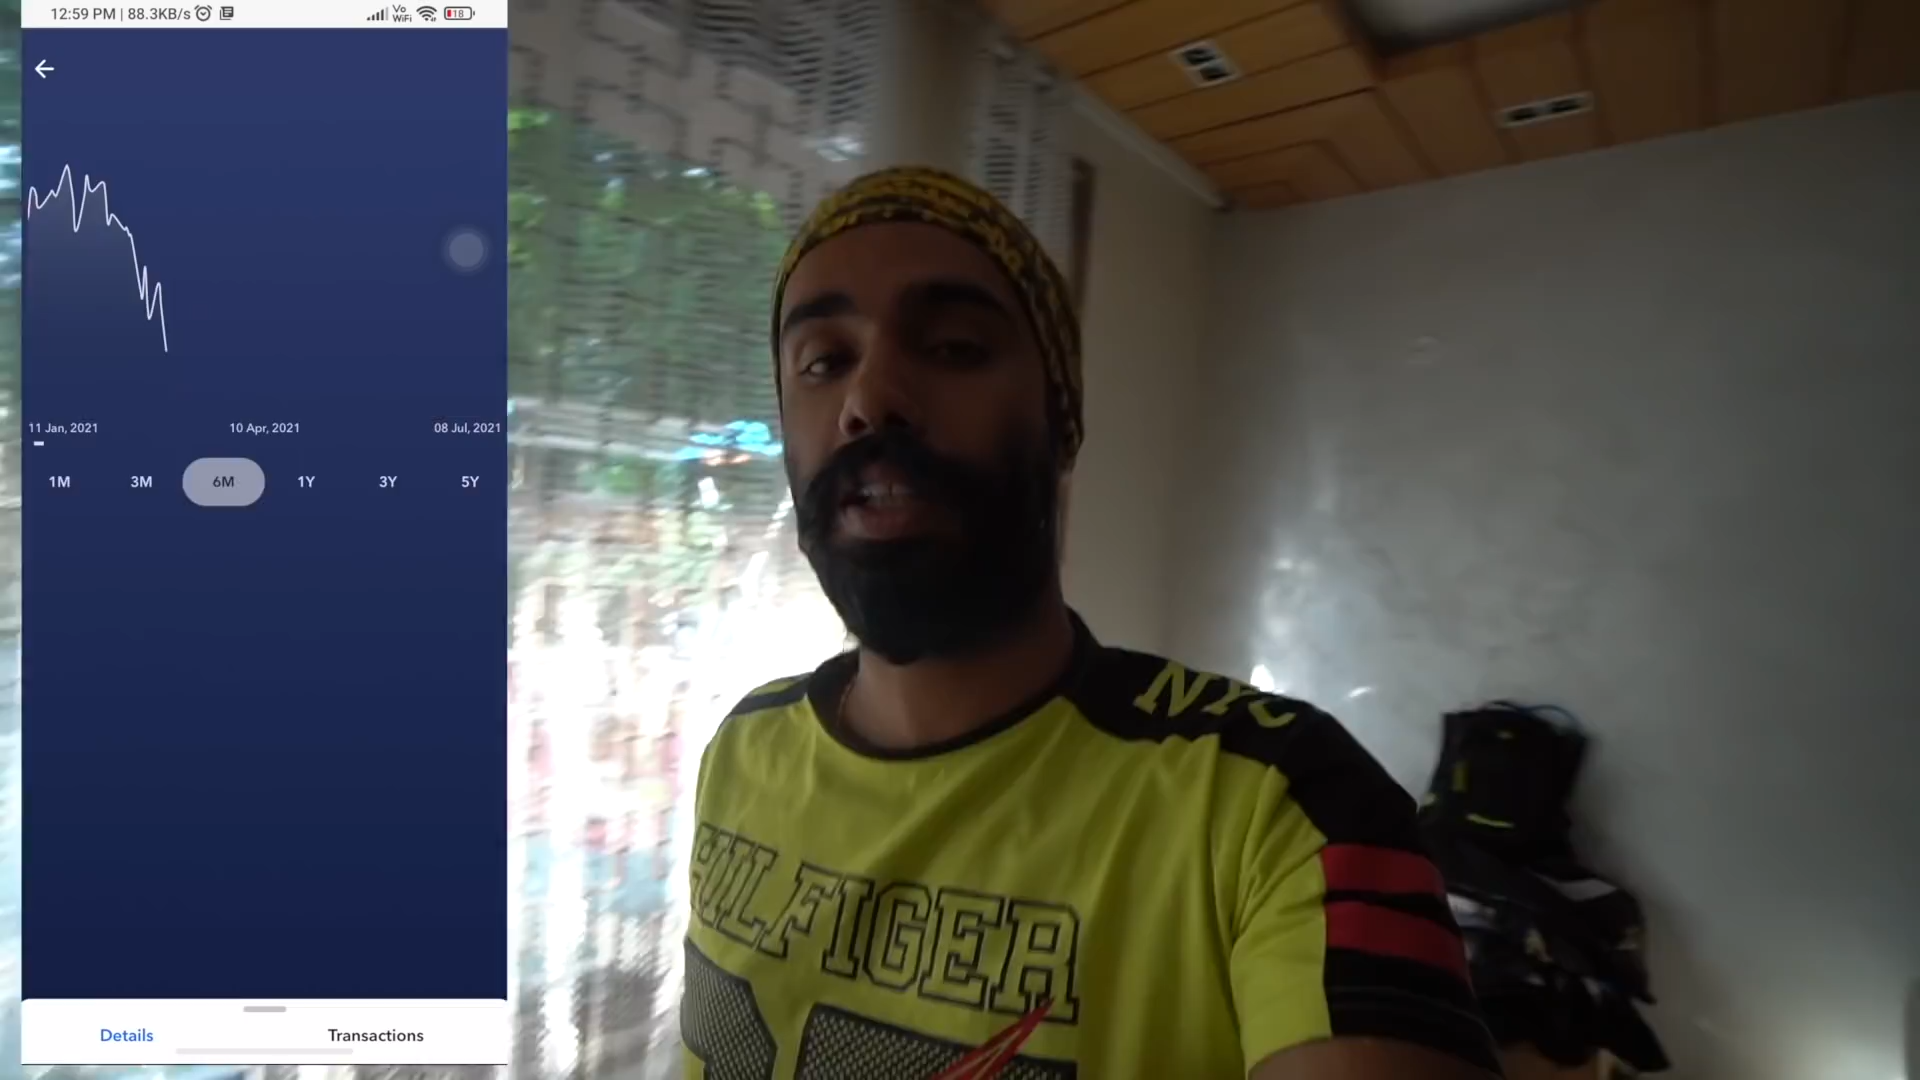 12:59 PM | 88.3KB/s
Vo
WiFi
18
11 Jan, 2021
10 Apr, 2021
08 Jul, 2021
1M
3M
6M
1Y
3Y
5Y
Details
Transactions
NYC
HILFIGER